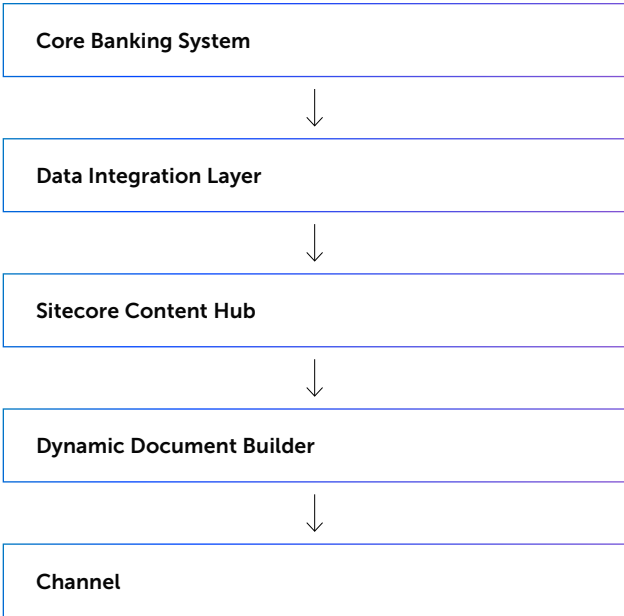 Core Banking System
Data Integration Layer
Sitecore Content Hub
Dynamic Document Builder
Channel